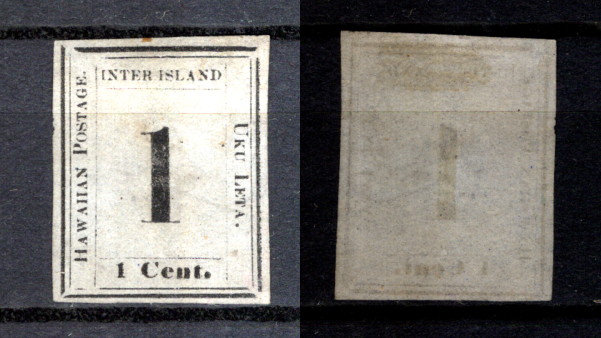 INTER ISLAND
HAWAIIAN POSTAGE.
1
UKU LETA.
1 Cent.